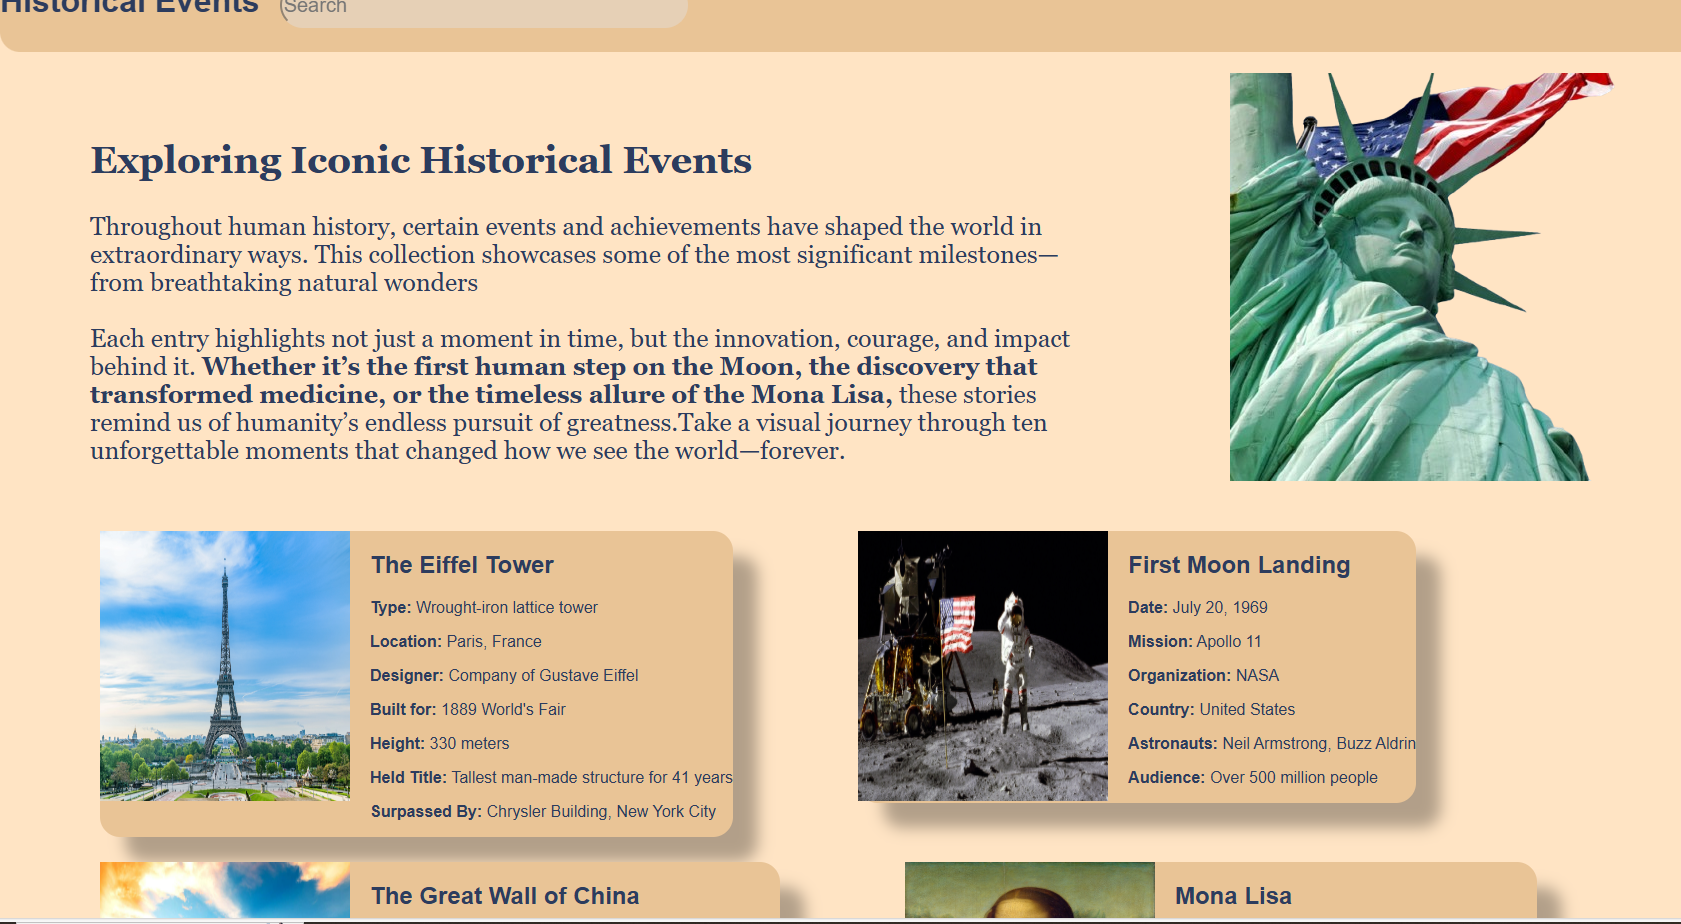 Historical Events
Search
Exploring Iconic Historical Events
Throughout human history, certain events and achievements have shaped the world in
extraordinary ways. This collection showcases some of the most significant milestones—
from breathtaking natural wonders
Each entry highlights not just a moment in time, but the innovation, courage, and impact
behind it. Whether it’s the first human step on the Moon, the discovery that
transformed medicine, or the timeless allure of the Mona Lisa, these stories
remind us of humanity’s endless pursuit of greatness.Take a visual journey through ten
unforgettable moments that changed how we see the world—forever.
The Eiffel Tower
Type: Wrought-iron lattice tower
Location: Paris, France
Designer: Company of Gustave Eiffel
Built for: 1889 World's Fair
Height: 330 meters
Held Title: Tallest man-made structure for 41 years
Surpassed By: Chrysler Building, New York City
First Moon Landing
Date: July 20, 1969
Mission: Apollo 11
Organization: NASA
Country: United States
Astronauts: Neil Armstrong, Buzz Aldrin
Audience: Over 500 million people
The Great Wall of China
Mona Lisa